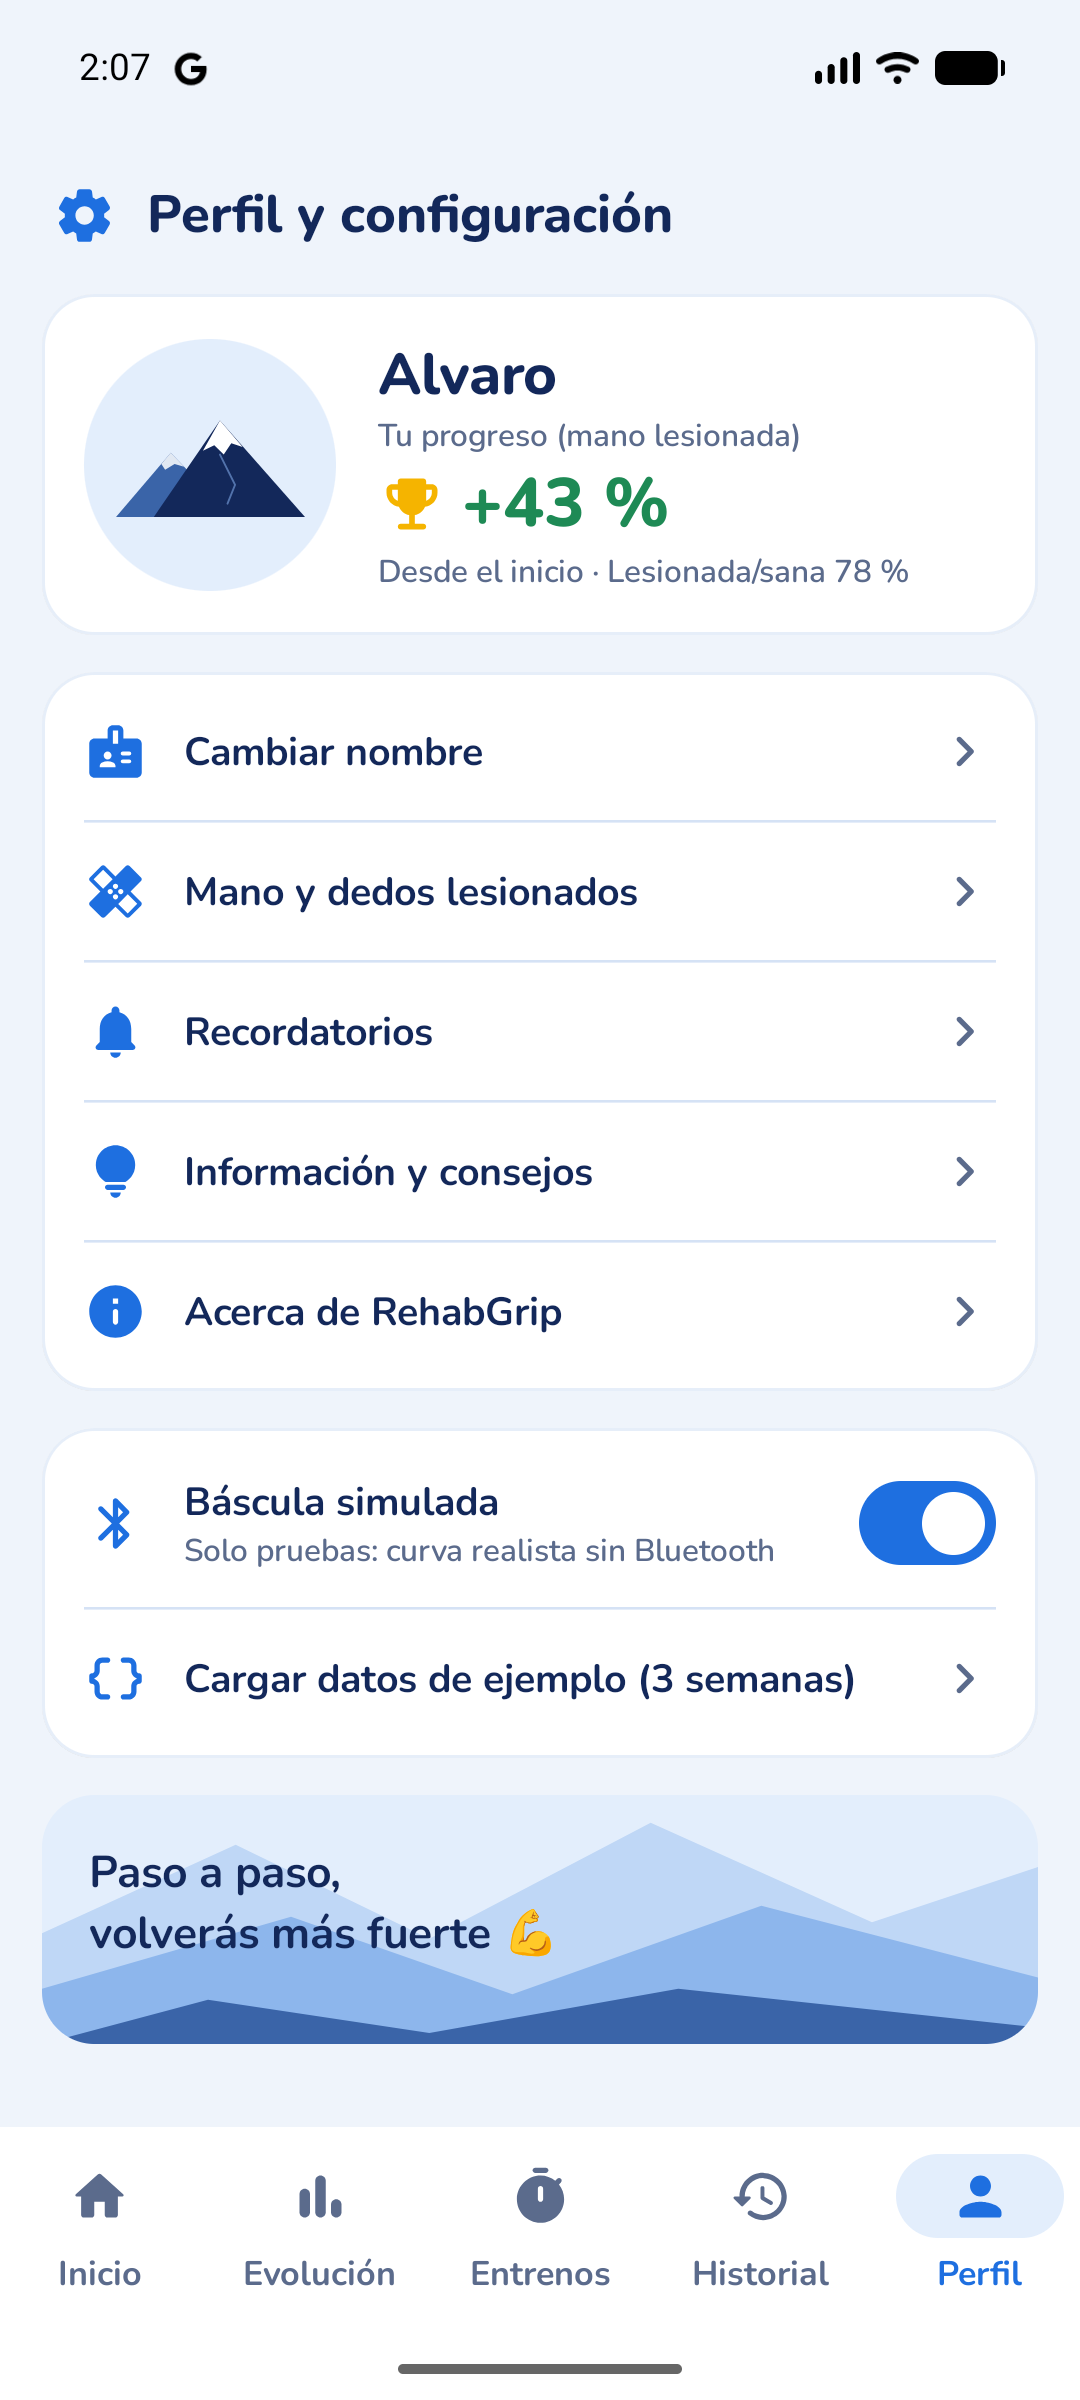 2:07
Perfil y configuración
Alvaro
Tu progreso (mano lesionada)
+43 %
Desde el inicio · Lesionada/sana 78 %
Cambiar nombre
Mano y dedos lesionados
Recordatorios
Información y consejos
Acerca de RehabGrip
Báscula simulada
Solo pruebas: curva realista sin Bluetooth
Cargar datos de ejemplo (3 semanas)
Paso a paso,
volverás más fuerte 💪
Inicio
Evolución
Entrenos
Historial
Perfil